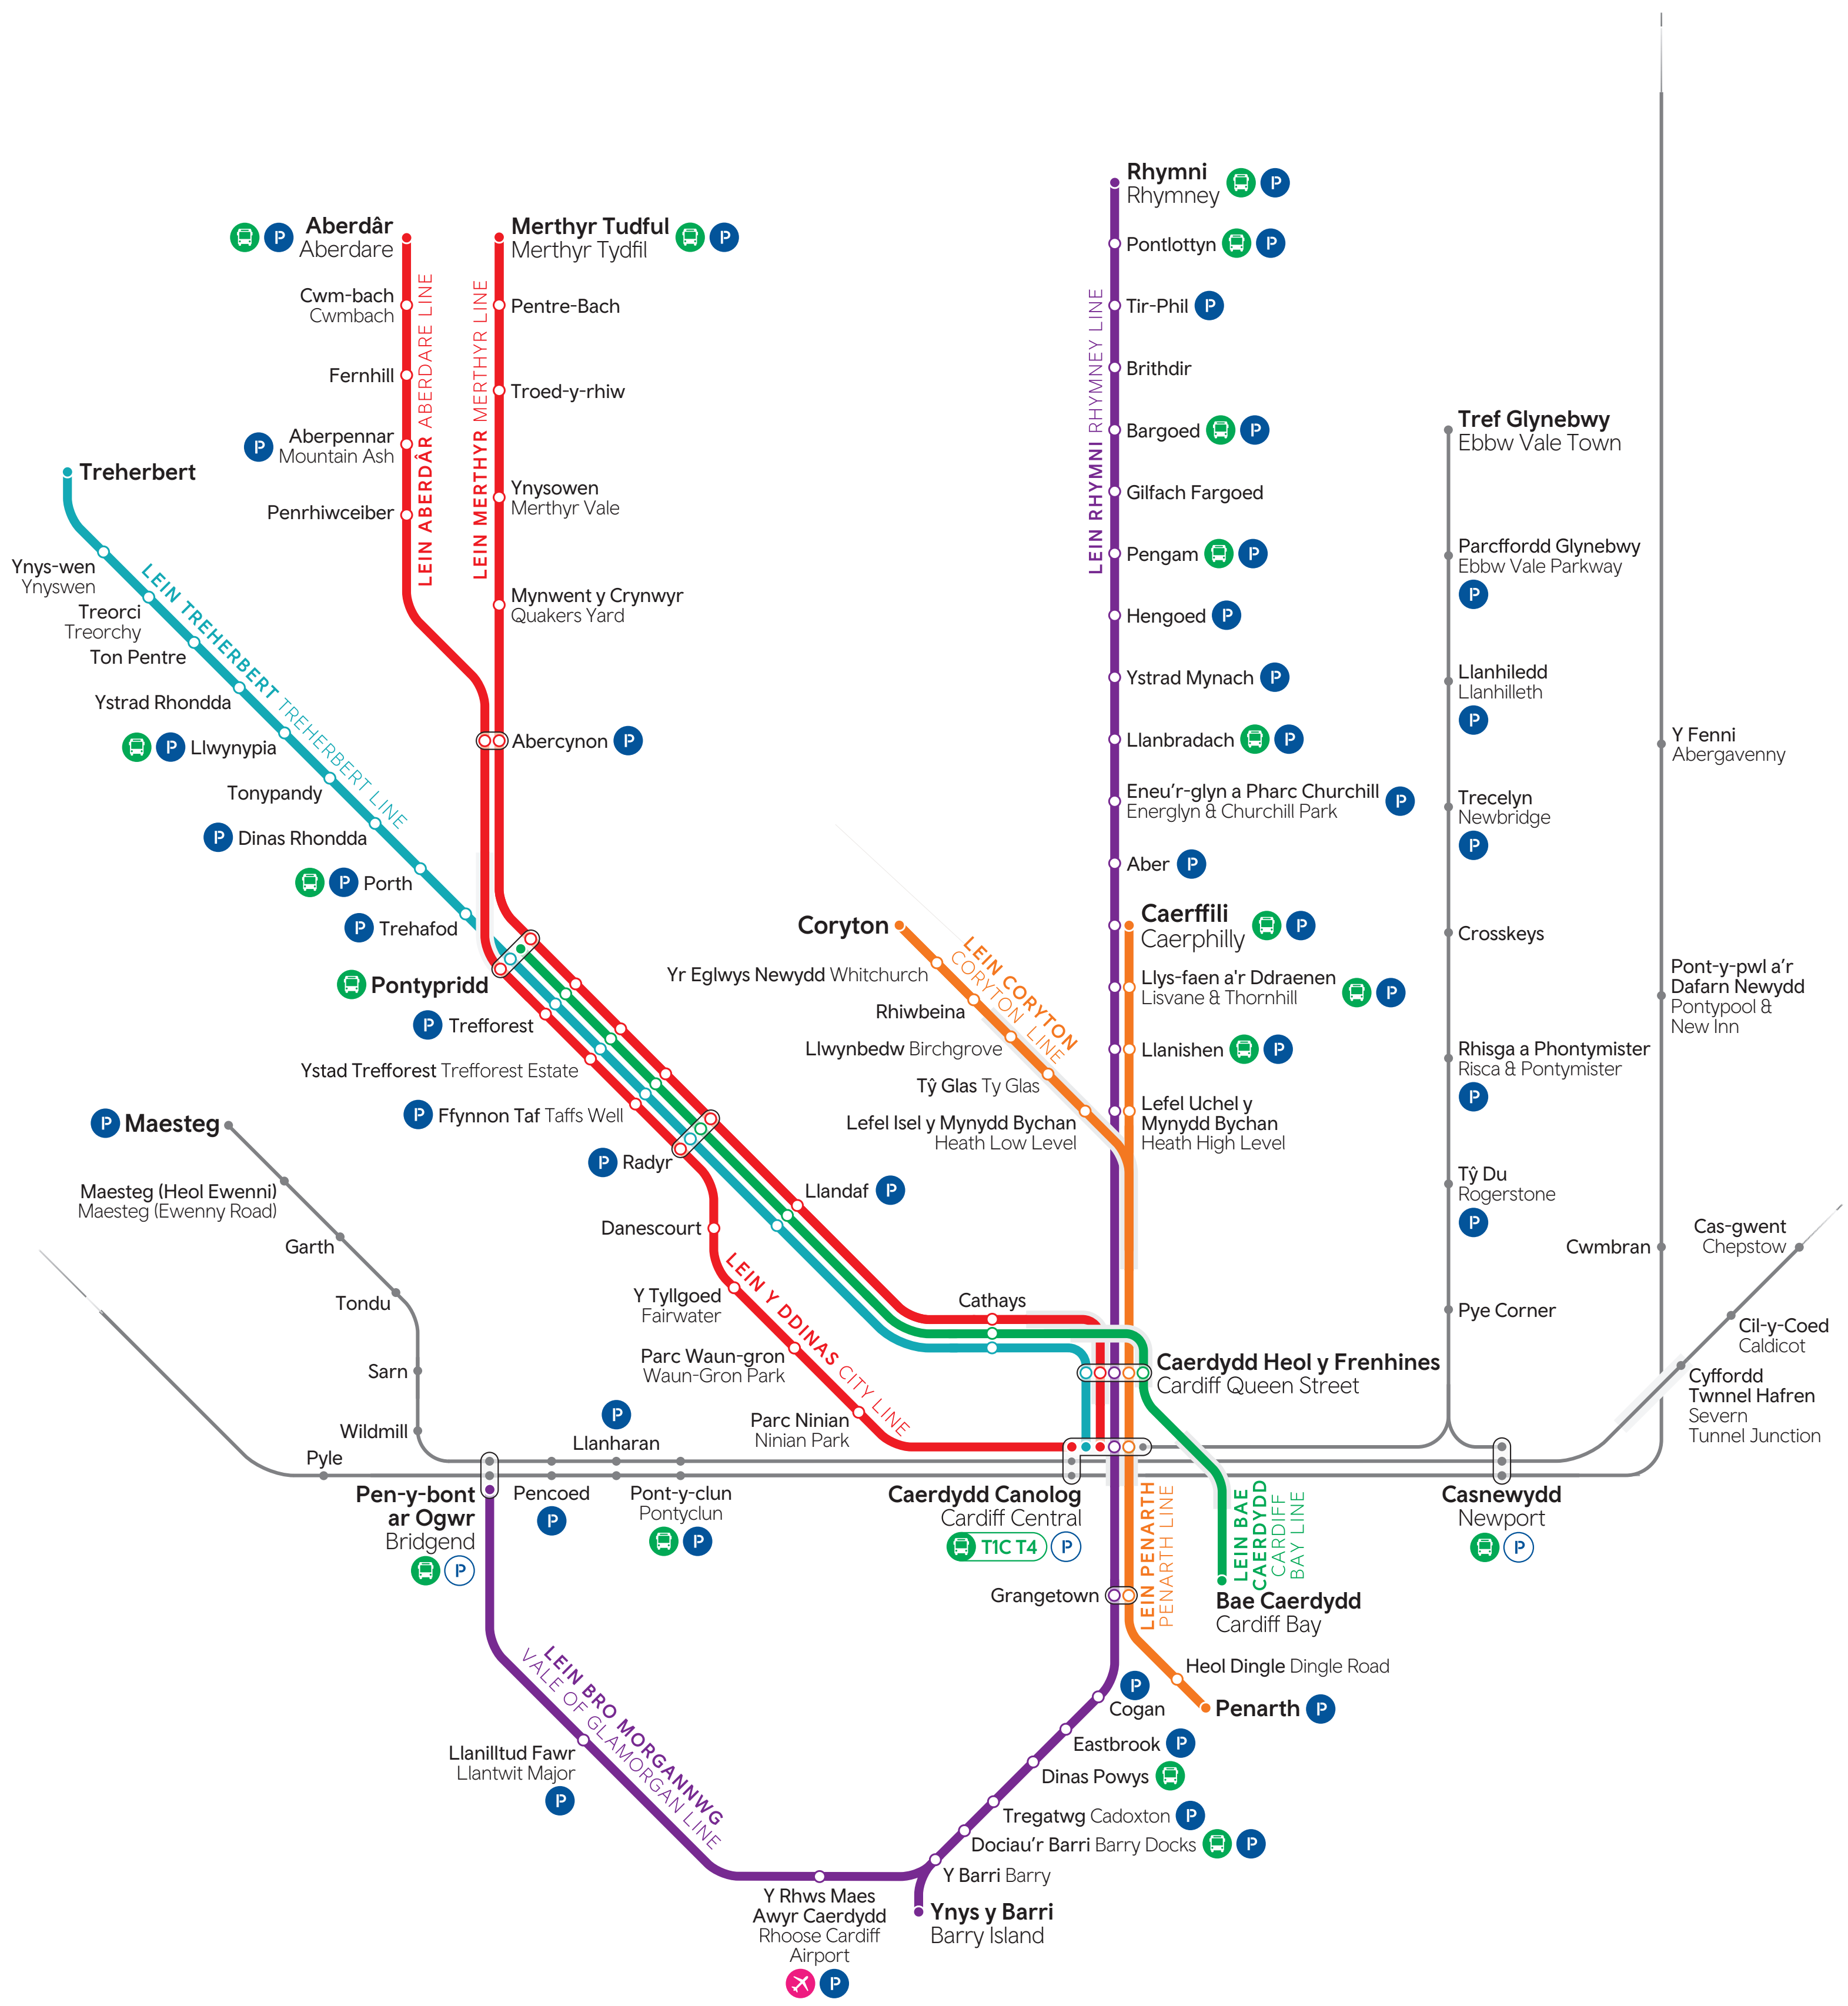 Rhymni
Rhymney
P
Pontlottyn
P
Tir-Phil
P
Brithdir
Bargoed
P
Gilfach Fargoed
Pengam
P
Hengoed
P
Ystrad Mynach
P
Llanbradach
P
Eneu'r-glyn a Pharc Churchill
Energlyn & Churchill Park
P
Aber
P
LEIN RHYMNI RHYMNEY LINE
P
Aberdâr
Aberdare
Cwm-bach
Cwmbach
Fernhill
P
Aberpennar
Mountain Ash
Penrhiwceiber
LEIN ABERDÂR ABERDARE LINE
Merthyr Tudful
Merthyr Tydfil
P
Pentre-Bach
Troed-y-rhiw
Ynysowen
Merthyr Vale
Mynwent y Crynwyr
Quakers Yard
LEIN MERTHYR MERTHYR LINE
Abercynon
P
Treherbert
Ynys-wen
Ynyswen
Treorci
Treorchy
Ton Pentre
Ystrad Rhondda
P
Llwynypia
Tonypandy
P
Dinas Rhondda
P
Porth
P
Trehafod
LEIN TREHERBERT TREHERBERT LINE
Pontypridd
P
Trefforest
Ystad Trefforest Trefforest Estate
P
Ffynnon Taf Taffs Well
P
Radyr
Llandaf
P
Danescourt
Y Tyllgoed
Fairwater
Parc Waun-gron
Waun-Gron Park
Parc Ninian
Ninian Park
LEIN Y DDINAS CITY LINE
Cathays
Coryton
Yr Eglwys Newydd Whitchurch
Rhiwbeina
Llwynbedw Birchgrove
Tŷ Glas Ty Glas
Lefel Isel y Mynydd Bychan
Heath Low Level
LEIN CORYTON
CORYTON LINE
Caerffili
Caerphilly
P
Llys-faen a'r Ddraenen
Lisvane & Thornhill
P
Llanishen
P
Lefel Uchel y
Mynydd Bychan
Heath High Level
Caerdydd Heol y Frenhines
Cardiff Queen Street
Tref Glynebwy
Ebbw Vale Town
Parcffordd Glynebwy
Ebbw Vale Parkway
P
Llanhiledd
Llanhilleth
P
Trecelyn
Newbridge
P
Crosskeys
Rhisga a Phontymister
Risca & Pontymister
P
Tŷ Du
Rogerstone
P
Pye Corner
Y Fenni
Abergavenny
Pont-y-pwl a'r
Dafarn Newydd
Pontypool &
New Inn
Cwmbran
Cas-gwent
Chepstow
Cil-y-Coed
Caldicot
Cyffordd
Twnnel Hafren
Severn
Tunnel Junction
P
Maesteg
Maesteg (Heol Ewenni)
Maesteg (Ewenny Road)
Garth
Tondu
Sarn
Wildmill
Pyle
Pen-y-bont
ar Ogwr
Bridgend
P
Pencoed
P
P
Llanharan
Pont-y-clun
Pontyclun
P
Caerdydd Canolog
Cardiff Central
T1C T4
P
Casnewydd
Newport
P
Grangetown
LEIN PENARTH
PENARTH LINE
LEIN BAE
CAERDYDD
CARDIFF
BAY LINE
Bae Caerdydd
Cardiff Bay
Heol Dingle Dingle Road
Penarth
P
P
Cogan
Eastbrook
P
Dinas Powys
Tregatwg Cadoxton
P
Dociau'r Barri Barry Docks
P
Y Barri Barry
Ynys y Barri
Barry Island
LEIN BRO MORGANNWG
VALE OF GLAMORGAN LINE
Llanilltud Fawr
Llantwit Major
P
Y Rhws Maes
Awyr Caerdydd
Rhoose Cardiff
Airport
P